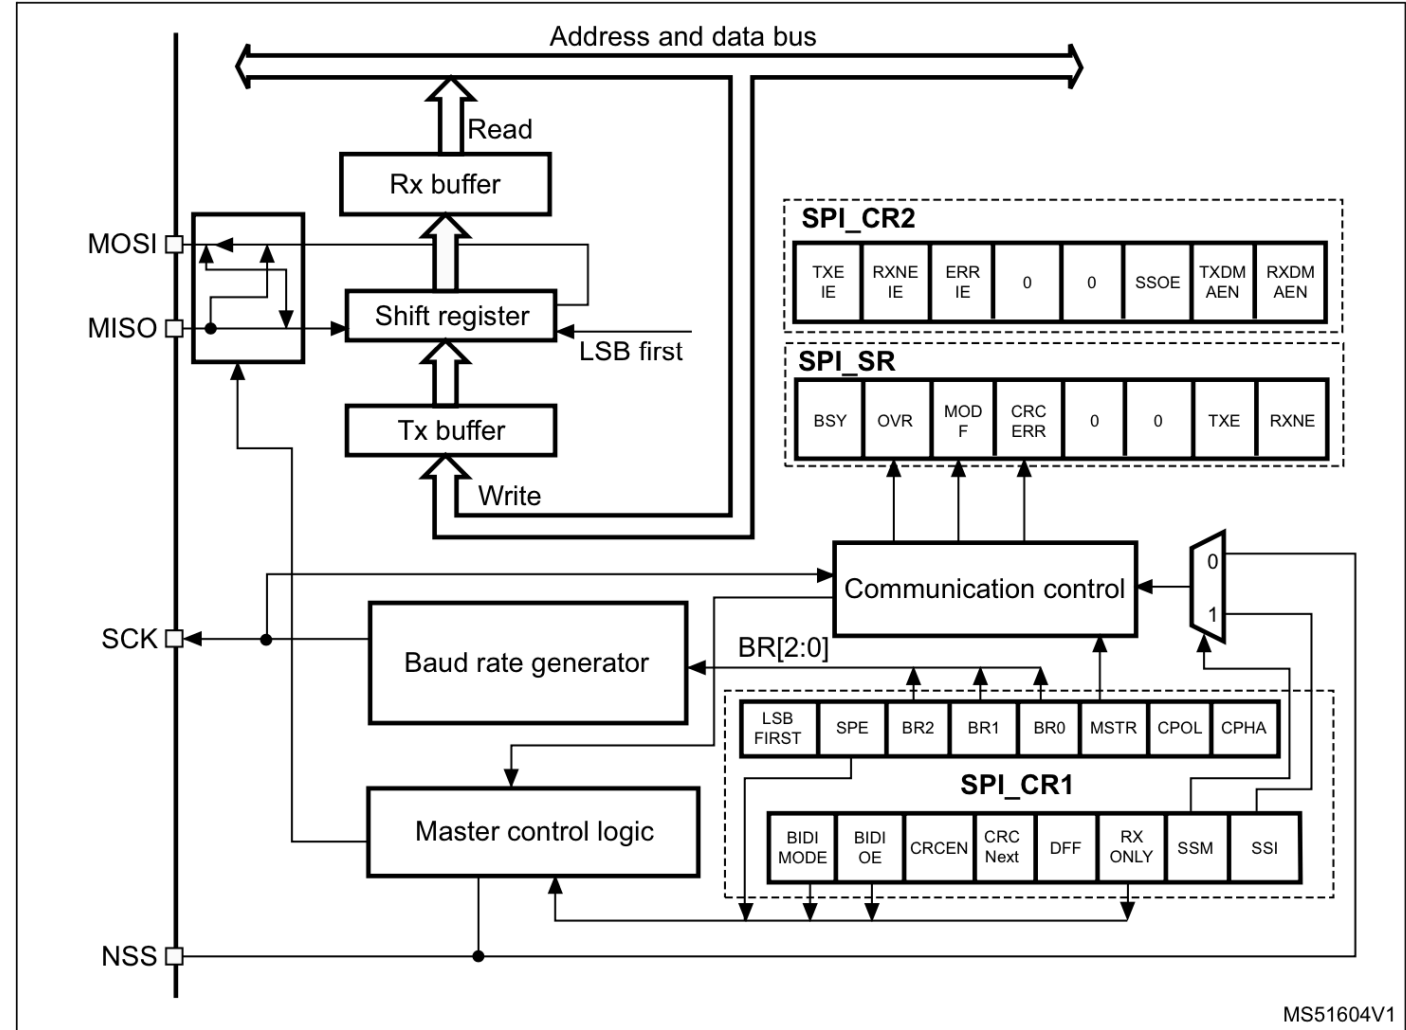 Address and data bus
Read
Rx buffer
MOSI
MISO
Shift register
LSB first
Tx buffer
Write
SPI_CR2
TXE
IE
RXNE
IE
ERR
IE
0
0
SSOE
TXDM
AEN
RXDM
AEN
SPI_SR
BSY
OVR
MOD
F
CRC
ERR
0
0
TXE
RXNE
Communication control
0
1
SCK
Baud rate generator
BR[2:0]
LSB
FIRST
SPE
BR2
BR1
BR0
MSTR
CPOL
CPHA
SPI_CR1
Master control logic
BIDI
MODE
BIDI
OE
CRCEN
CRC
Next
DFF
RX
ONLY
SSM
SSI
NSS
MS51604V1